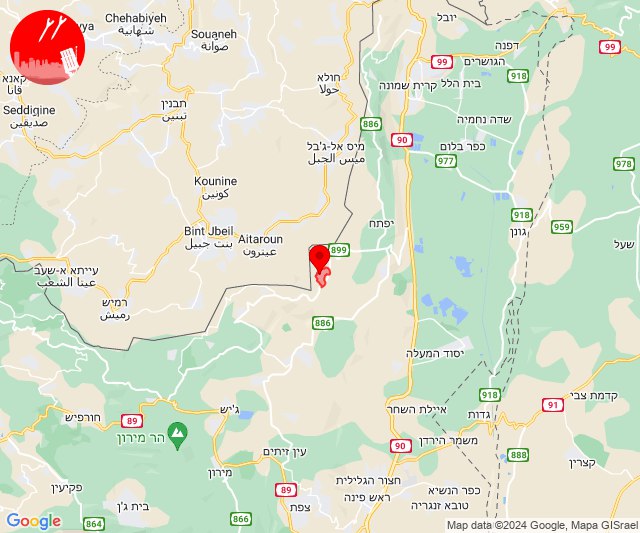 Chehabiyeh
شهابية
Souaneh
صوانة
יובל
דפנה
99
99
הגושרים
918
קאנא
قانا
חולא
حولا
בית הלל
קרית שמונה
תבנין
تبنين
Seddigine
صديقين
886
שדה נחמיה
90
מיס אל-ג'בל
ميس الجبل
כפר בלום
977
978
Kounine
كونين
918
גונן
959
יפתח
Bint Jbeil
بنت جبيل
Aitaroun
عيترون
899
שעל
עייתא א-שעב
عيتا الشعب
רמיש
رميش
886
יסוד המעלה
918
קדמת צבי
91
ג'יש
איילת השחר
גדות
חורפיש
89
הר מירון
90
משמר הירדן
888
קצרין
עין זיתים
מירון
חצור הגלילית
ראש פינה
כפר הנשיא
טובא זנגריה
89
פקיעין
בית ג'ן
צפת
864
866
Google
Map data ©2024 Google, Mapa GISrael